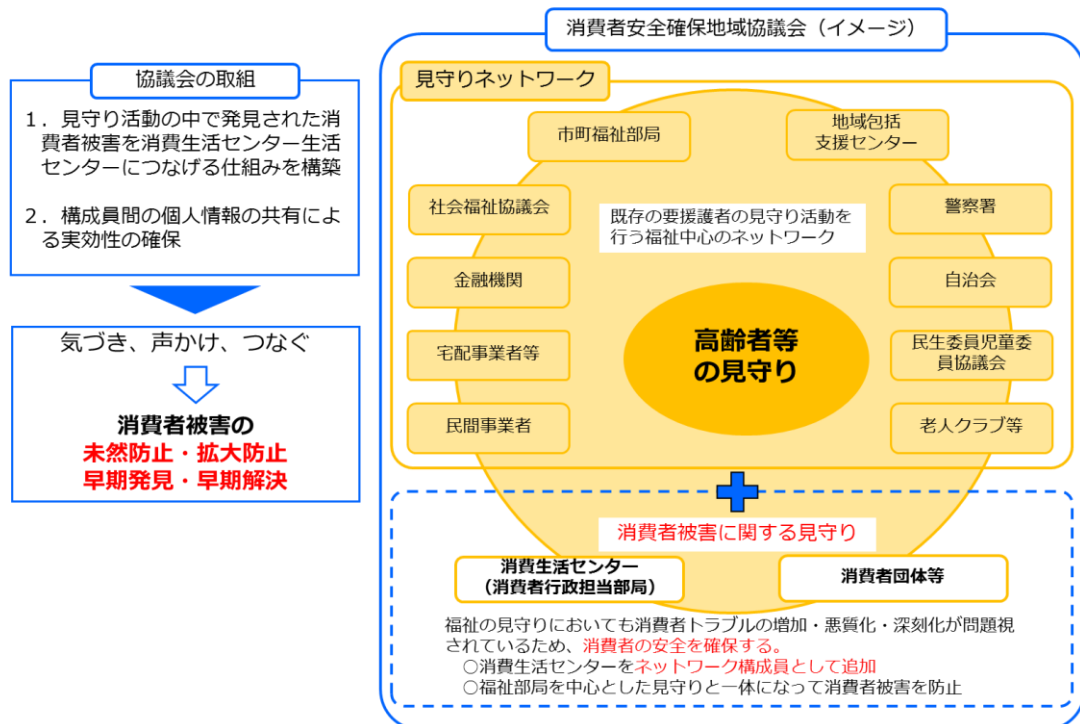 協議会の取組
１．見守り活動の中で発見された消
費者被害を消費生活センター生活
センターにつなげる仕組みを構築
２．構成員間の個人情報の共有によ
る実効性の確保
気づき、声かけ、つなぐ
消費者被害の
未然防止・拡大防止
早期発見・早期解決
消費者安全確保地域協議会（イメージ）
見守りネットワーク
市町福祉部局
地域包括
支援センター
社会福祉協議会
既存の要援護者の見守り活動を
行う福祉中心のネットワーク
警察署
金融機関
自治会
高齢者等
の見守り
宅配事業者等
民生委員児童委
員協議会
民間事業者
老人クラブ等
消費者被害に関する見守り
消費生活センター
（消費者行政担当部局）
消費者団体等
福祉の見守りにおいても消費者トラブルの増加・悪質化・深刻化が問題視
されているため、消費者の安全を確保する。
○消費生活センターをネットワーク構成員として追加
○福祉部局を中心とした見守りと一体になって消費者被害を防止